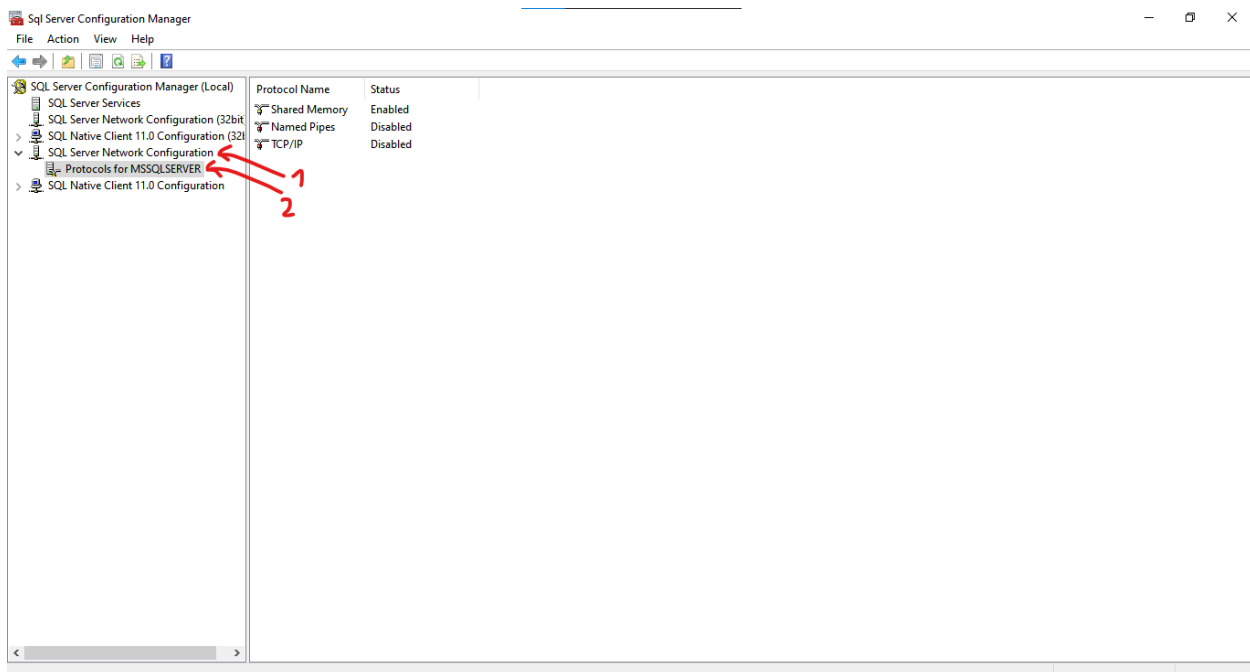 Sql Server Configuration Manager
File Action View Help
SQL Server Configuration Manager (Local)
SQL Server Services
SQL Server Network Configuration (32bit
SQL Native Client 11.0 Configuration (32b
SQL Server Network Configuration
Protocols for MSSQLSERVER
SQL Native Client 11.0 Configuration
1
2
Protocol Name Status
Shared Memory Enabled
Named Pipes Disabled
TCP/IP Disabled